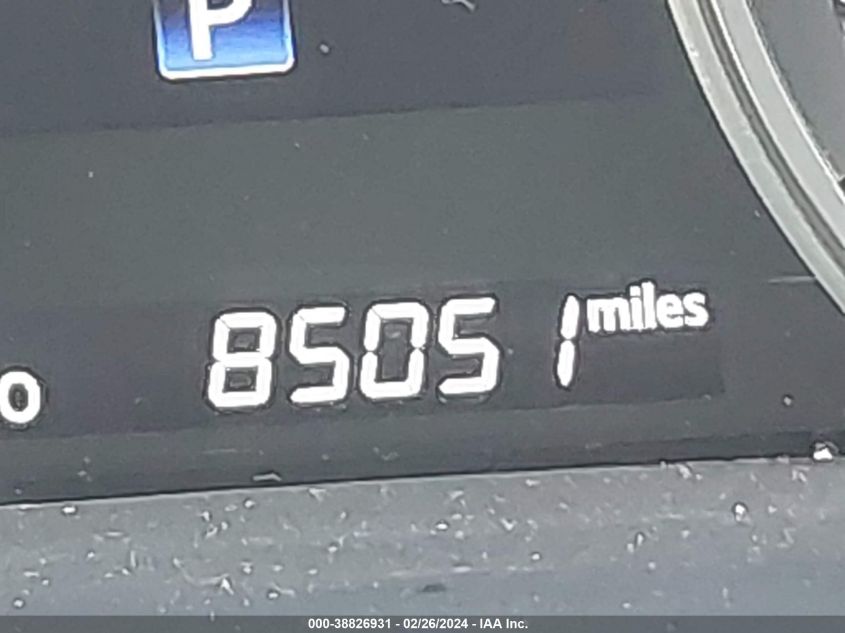 P
85051 miles
o
000-38826931 - 02/26/2024 - IAA Inc.